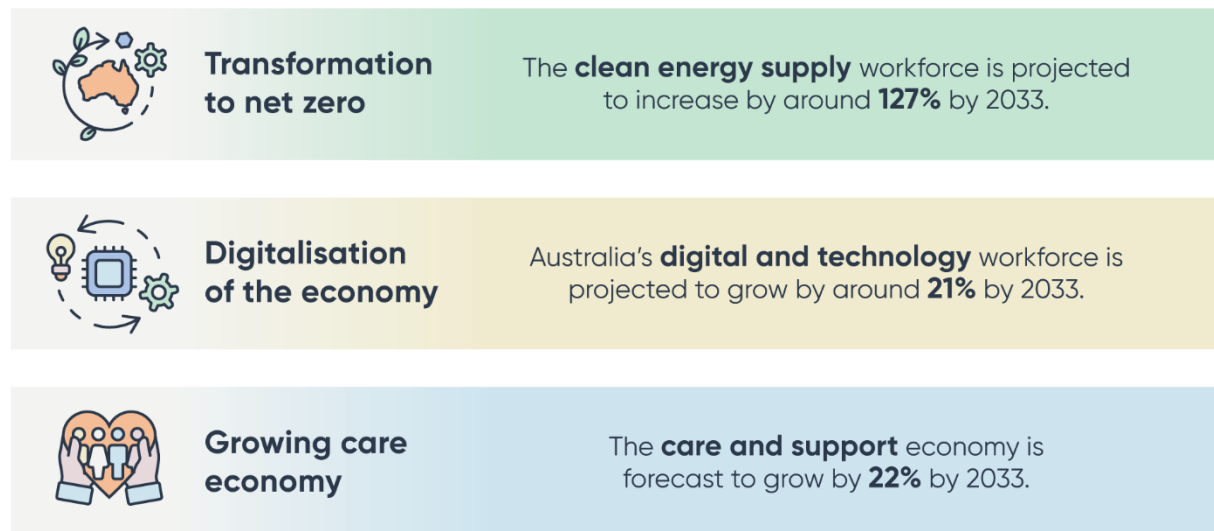 Transformation
to net zero
The clean energy supply workforce is projected
to increase by around 127% by 2033.
Digitalisation
of the economy
Australia’s digital and technology workforce is
projected to grow by around 21% by 2033.
Growing care
economy
The care and support economy is
forecast to grow by 22% by 2033.